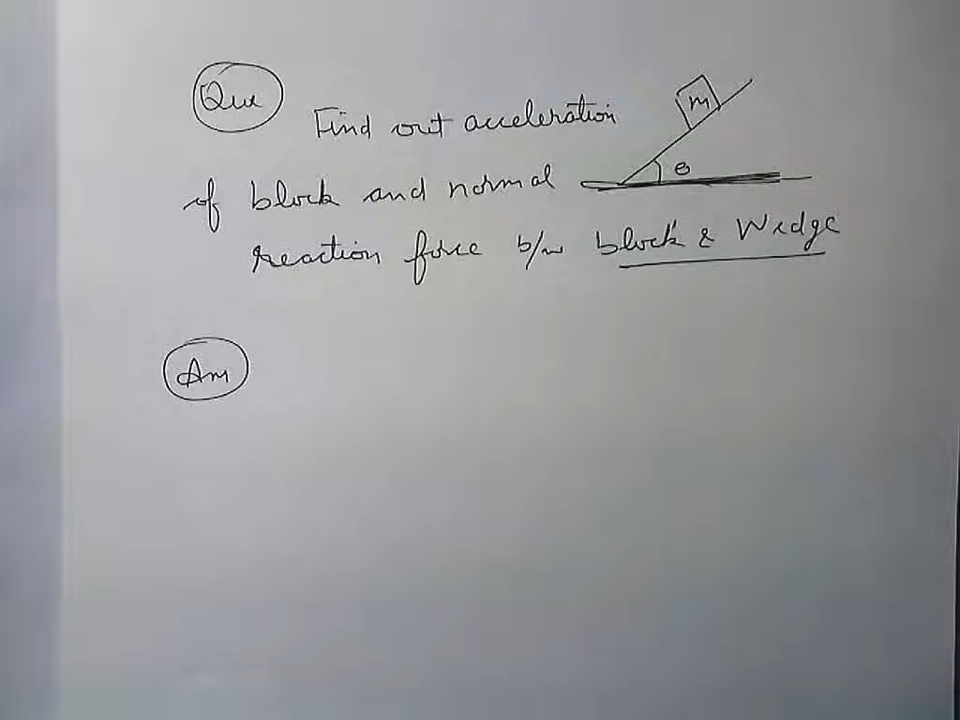 Que Find out acceleration m
of block and normal θ
reaction force b/w block & Wedge
Ans